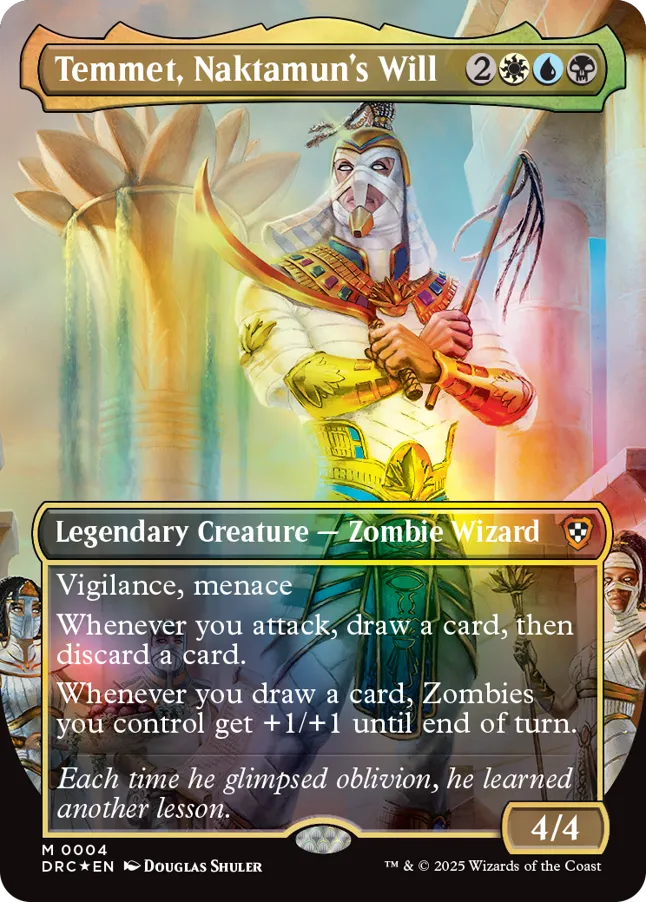 Temmet, Naktamun's Will 2
Legendary Creature — Zombie Wizard
Vigilance, menace
Whenever you attack, draw a card, then
discard a card.
Whenever you draw a card, Zombies
you control get +1/+1 until end of turn.
Each time he glimpsed oblivion, he learned
another lesson.
4/4
M 0004
DRC★EN Douglas Shuler
™ & © 2025 Wizards of the Coast